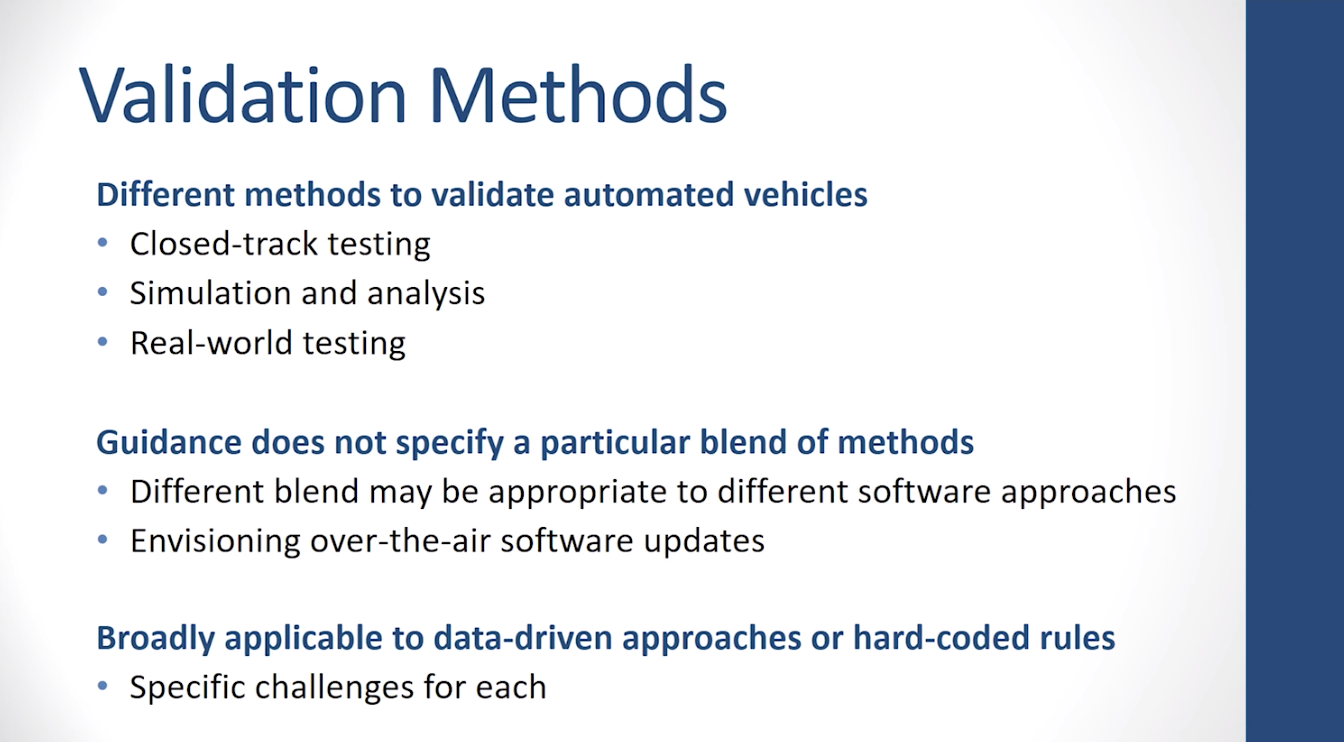 Validation Methods
Different methods to validate automated vehicles
• Closed-track testing
• Simulation and analysis
• Real-world testing
Guidance does not specify a particular blend of methods
• Different blend may be appropriate to different software approaches
• Envisioning over-the-air software updates
Broadly applicable to data-driven approaches or hard-coded rules
• Specific challenges for each